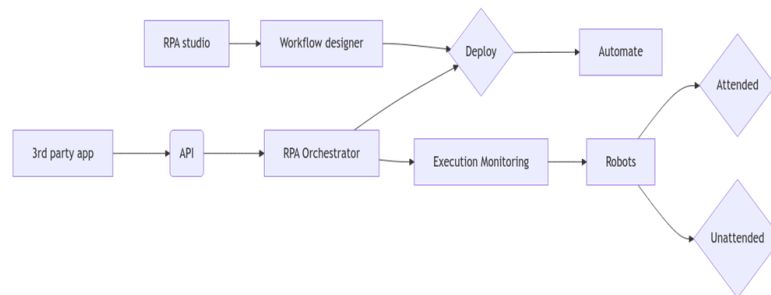 RPA studio
Workflow designer
Deploy
Automate
Attended
3rd party app
API
RPA Orchestrator
Execution Monitoring
Robots
Unattended